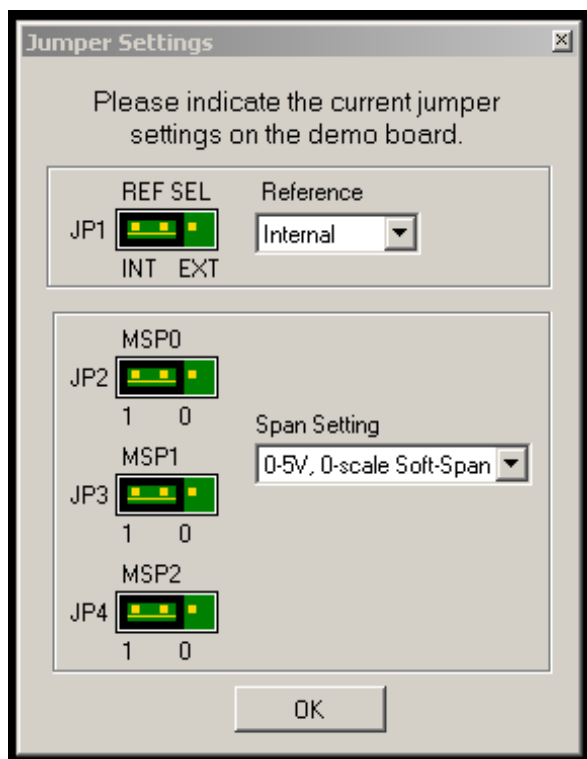 Jumper Settings
Please indicate the current jumper
settings on the demo board.
REF SEL
Reference
JP1
Internal
INT EXT
MSP0
JP2
1 0
MSP1
Span Setting
0-5V, 0-scale Soft-Span
JP3
1 0
MSP2
JP4
1 0
OK